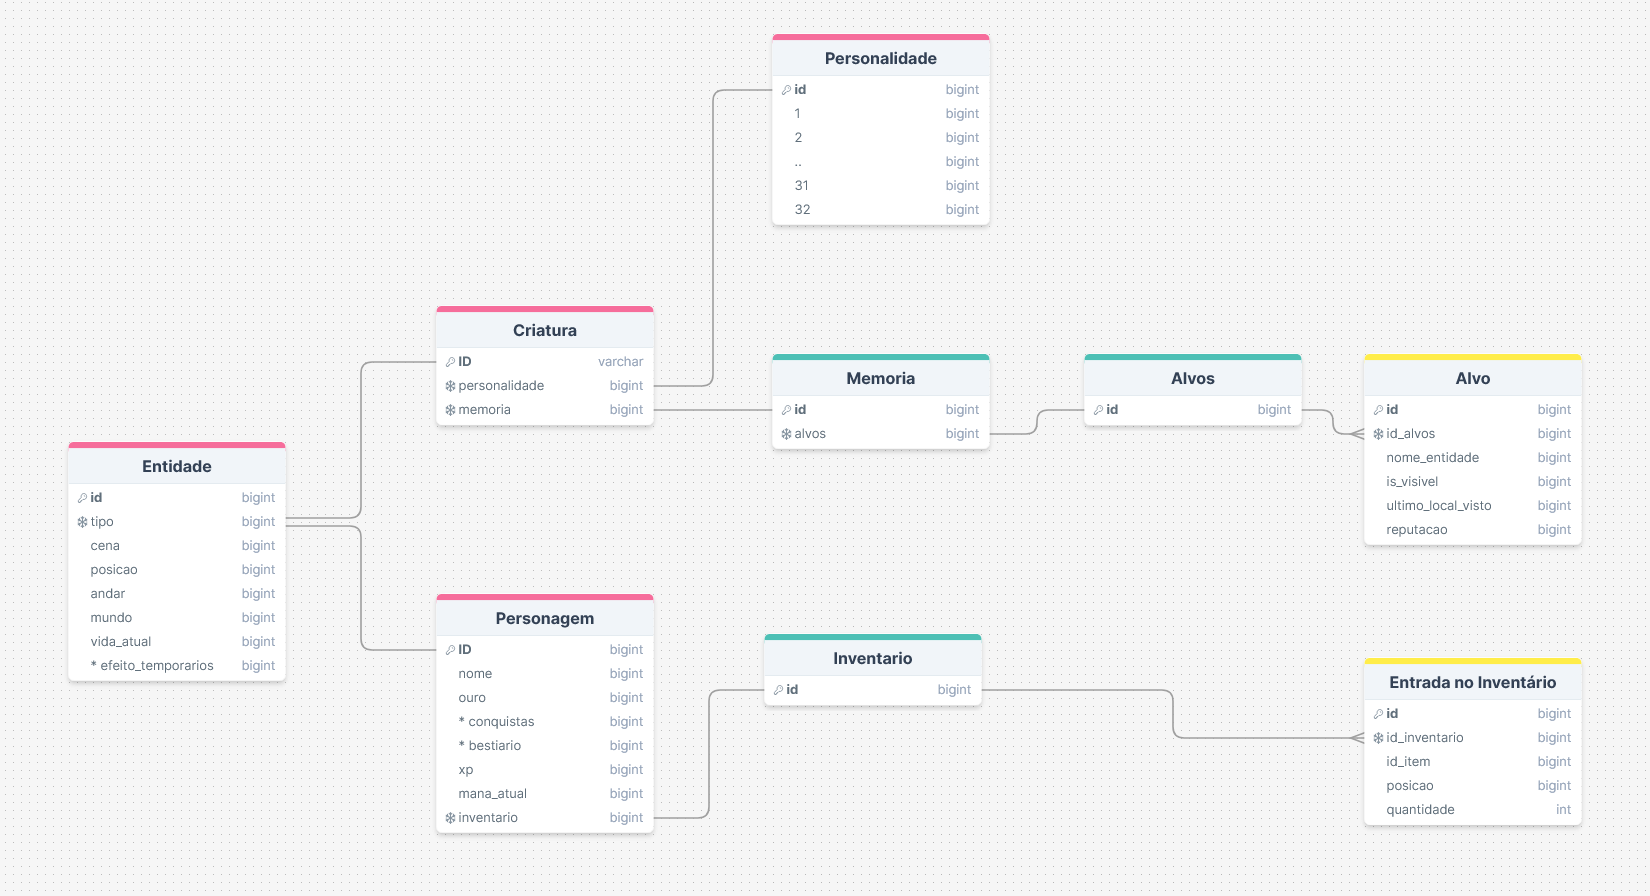 Personalidade
id bigint
1 bigint
2 bigint
.. bigint
31 bigint
32 bigint
Criatura
ID varchar
personalidade bigint
memoria bigint
Memoria
id bigint
alvos bigint
Alvos
id bigint
Alvo
id bigint
id_alvos bigint
nome_entidade bigint
is_visivel bigint
ultimo_local_visto bigint
reputacao bigint
Entidade
id bigint
tipo bigint
cena bigint
posicao bigint
andar bigint
mundo bigint
vida_atual bigint
* efeito_temporarios bigint
Personagem
ID bigint
nome bigint
ouro bigint
* conquistas bigint
* bestiario bigint
xp bigint
mana_atual bigint
inventario bigint
Inventario
id bigint
Entrada no Inventário
id bigint
id_inventario bigint
id_item bigint
posicao bigint
quantidade int